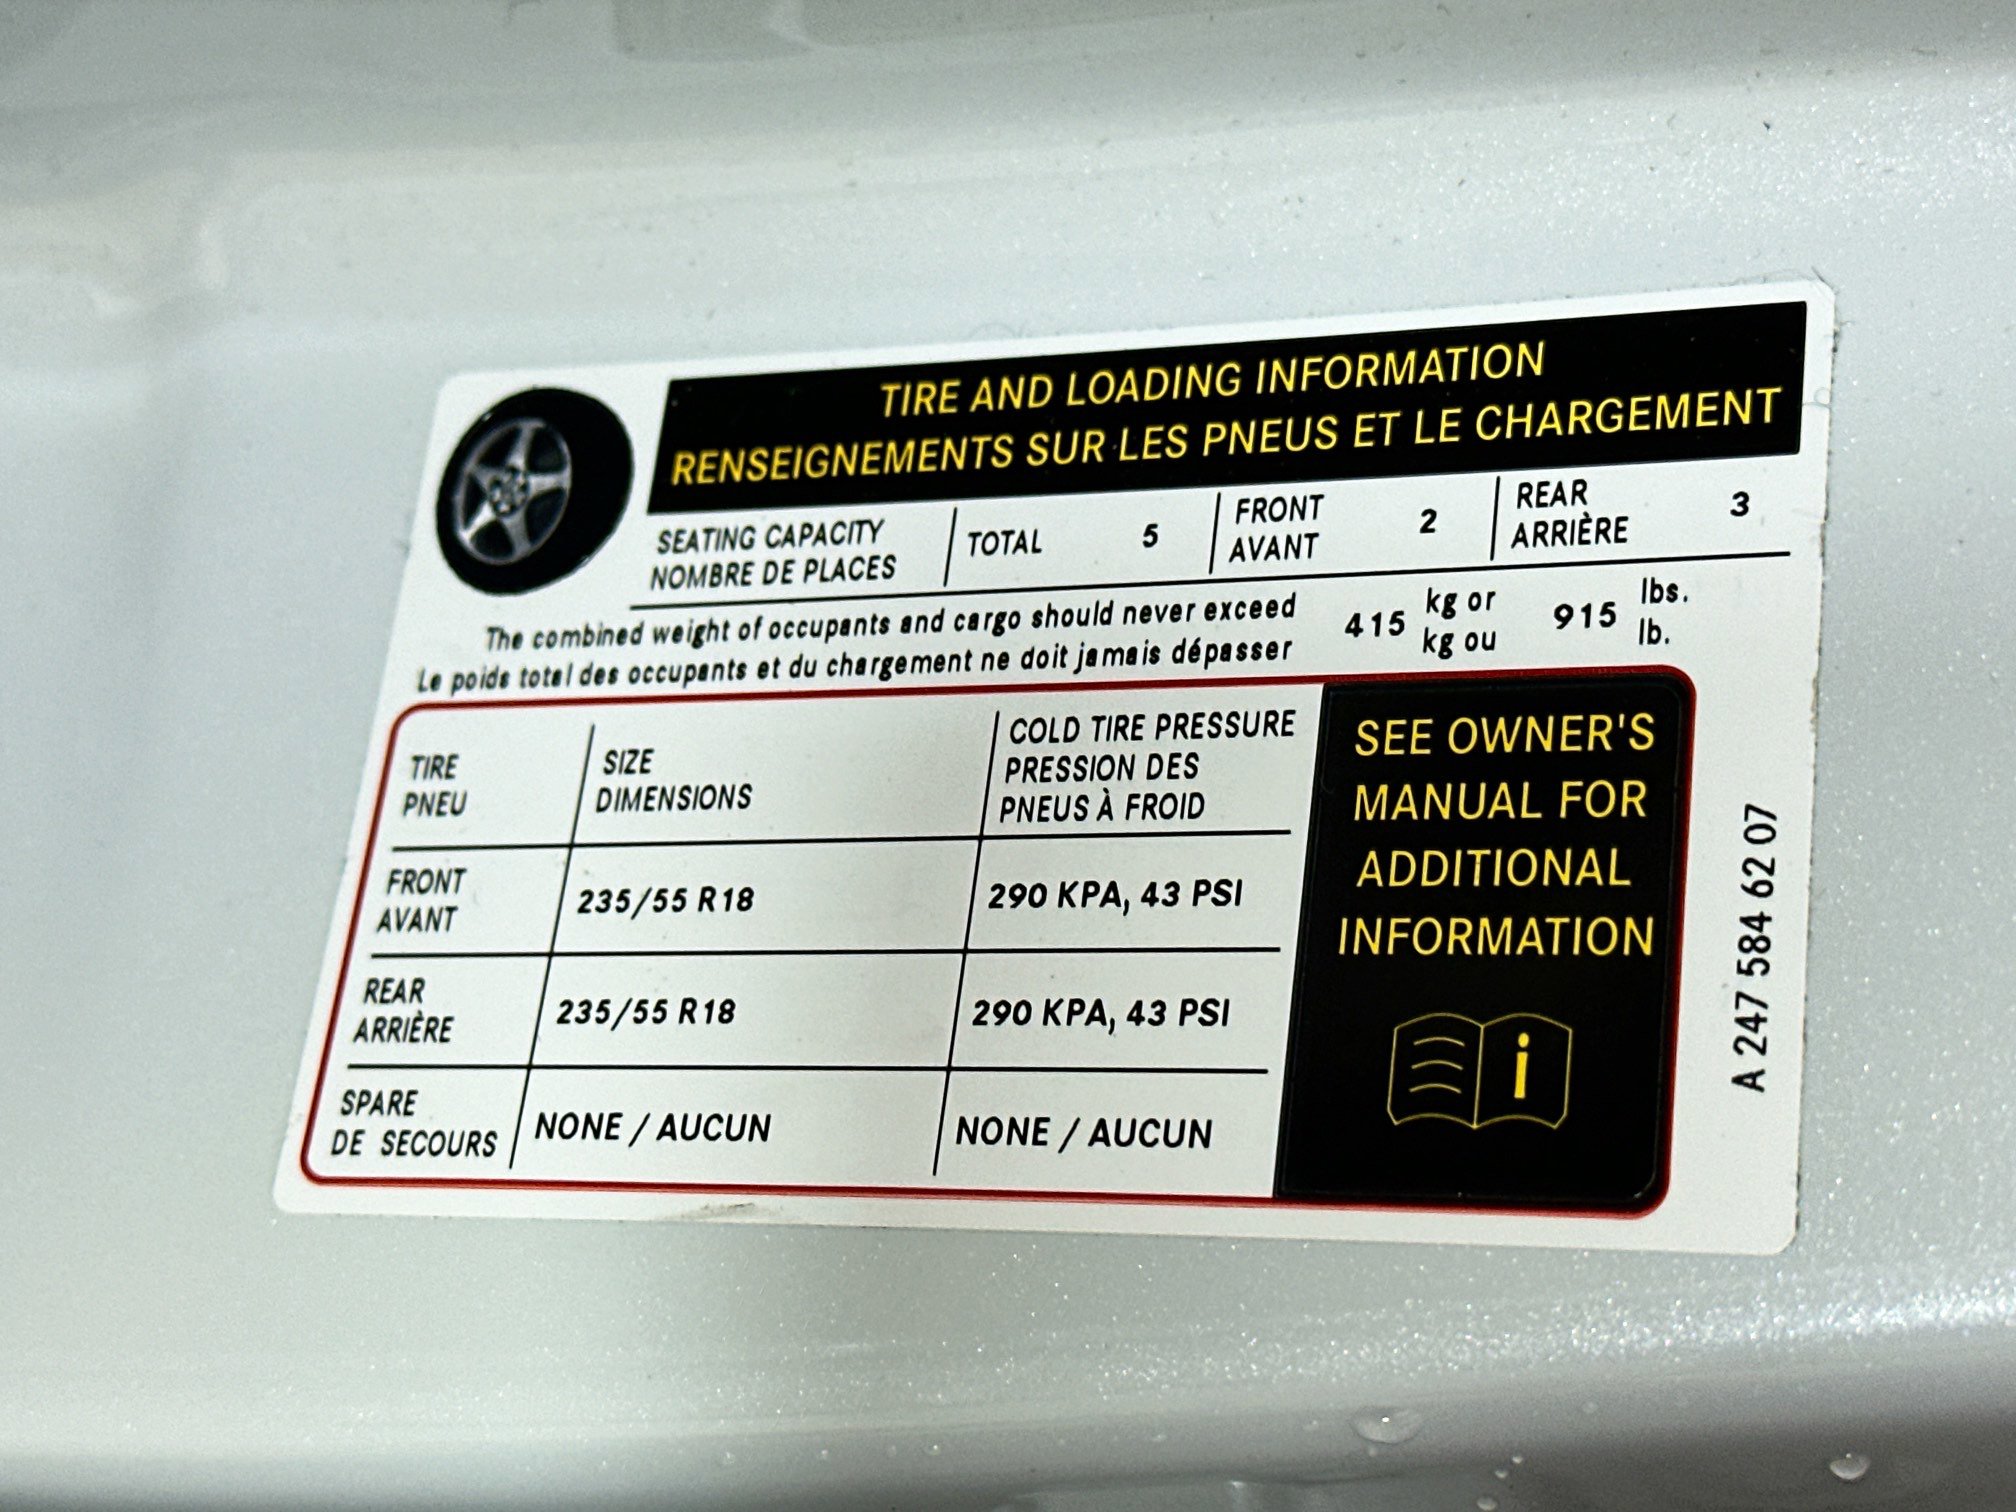 TIRE AND LOADING INFORMATION
RENSEIGNEMENTS SUR LES PNEUS ET LE CHARGEMENT
SEATING CAPACITY
NOMBRE DE PLACES
TOTAL 5
FRONT
AVANT
2
REAR
ARRIÈRE
3
The combined weight of occupants and cargo should never exceed
Le poids total des occupants et du chargement ne doit jamais dépasser
415
kg or
kg ou
915
lbs.
lb.
TIRE
PNEU
SIZE
DIMENSIONS
COLD TIRE PRESSURE
PRESSION DES
PNEUS À FROID
FRONT
AVANT
235/55 R18
290 KPA, 43 PSI
REAR
ARRIÈRE
235/55 R18
290 KPA, 43 PSI
SPARE
DE SECOURS
NONE / AUCUN
NONE / AUCUN
SEE OWNER'S
MANUAL FOR
ADDITIONAL
INFORMATION
i
A 247 584 62 07